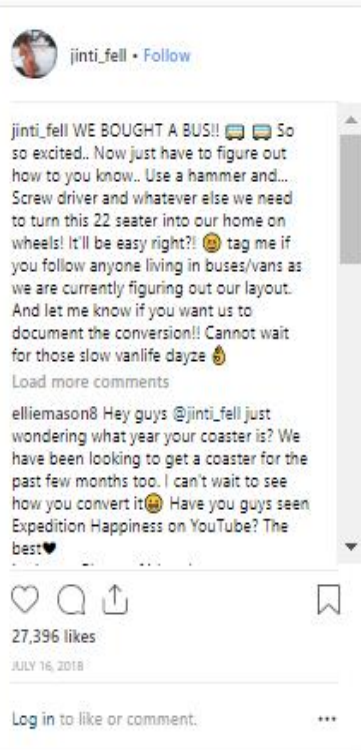 jinti_fell • Follow
jinti_fell WE BOUGHT A BUS!! 🚌 🚌 So
so excited.. Now just have to figure out
how to you know.. Use a hammer and...
Screw driver and whatever else we need
to turn this 22 seater into our home on
wheels! It'll be easy right?! 😆 tag me if
you follow anyone living in buses/vans as
we are currently figuring out our layout.
And let me know if you want us to
document the conversion!! Cannot wait
for those slow vanlife dayze 👌
Load more comments
elliemason8 Hey guys @jinti_fell just
wondering what year your coaster is? We
have been looking to get a coaster for the
past few months too. I can't wait to see
how you convert it😀 Have you guys seen
Expedition Happiness on YouTube? The
best♥
27,396 likes
JULY 16, 2018
Log in to like or comment.